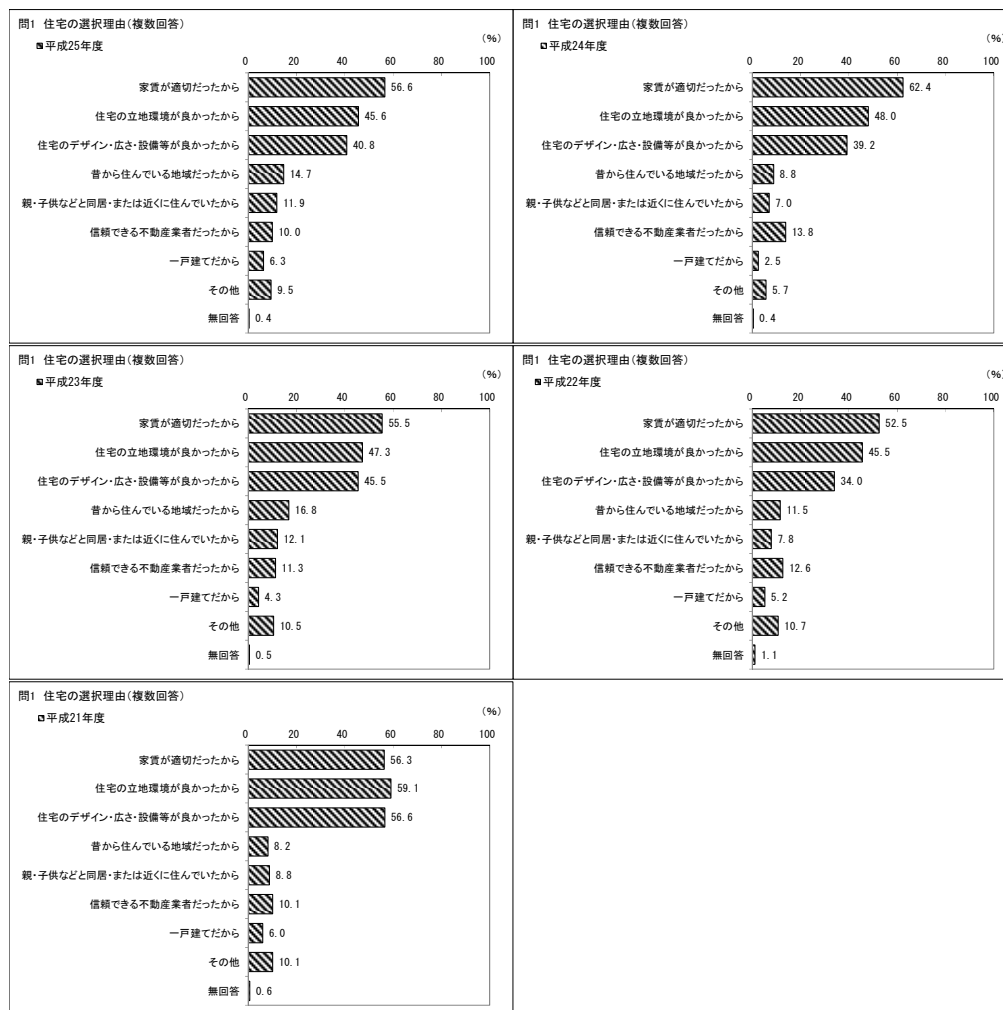 問1 住宅の選択理由(複数回答)
平成25年度
(%)
0 20 40 60 80 100
家賃が適切だったから 56.6
住宅の立地環境が良かったから 45.6
住宅のデザイン・広さ・設備等が良かったから 40.8
昔から住んでいる地域だったから 14.7
親・子供などと同居・または近くに住んでいたから 11.9
信頼できる不動産業者だったから 10.0
一戸建てだから 6.3
その他 9.5
無回答 0.4
問1 住宅の選択理由(複数回答)
平成24年度
(%)
0 20 40 60 80 100
家賃が適切だったから 62.4
住宅の立地環境が良かったから 48.0
住宅のデザイン・広さ・設備等が良かったから 39.2
昔から住んでいる地域だったから 8.8
親・子供などと同居・または近くに住んでいたから 7.0
信頼できる不動産業者だったから 13.8
一戸建てだから 2.5
その他 5.7
無回答 0.4
問1 住宅の選択理由(複数回答)
平成23年度
(%)
0 20 40 60 80 100
家賃が適切だったから 55.5
住宅の立地環境が良かったから 47.3
住宅のデザイン・広さ・設備等が良かったから 45.5
昔から住んでいる地域だったから 16.8
親・子供などと同居・または近くに住んでいたから 12.1
信頼できる不動産業者だったから 11.3
一戸建てだから 4.3
その他 10.5
無回答 0.5
問1 住宅の選択理由(複数回答)
平成22年度
(%)
0 20 40 60 80 100
家賃が適切だったから 52.5
住宅の立地環境が良かったから 45.5
住宅のデザイン・広さ・設備等が良かったから 34.0
昔から住んでいる地域だったから 11.5
親・子供などと同居・または近くに住んでいたから 7.8
信頼できる不動産業者だったから 12.6
一戸建てだから 5.2
その他 10.7
無回答 1.1
問1 住宅の選択理由(複数回答)
平成21年度
(%)
0 20 40 60 80 100
家賃が適切だったから 56.3
住宅の立地環境が良かったから 59.1
住宅のデザイン・広さ・設備等が良かったから 56.6
昔から住んでいる地域だったから 8.2
親・子供などと同居・または近くに住んでいたから 8.8
信頼できる不動産業者だったから 10.1
一戸建てだから 6.0
その他 10.1
無回答 0.6